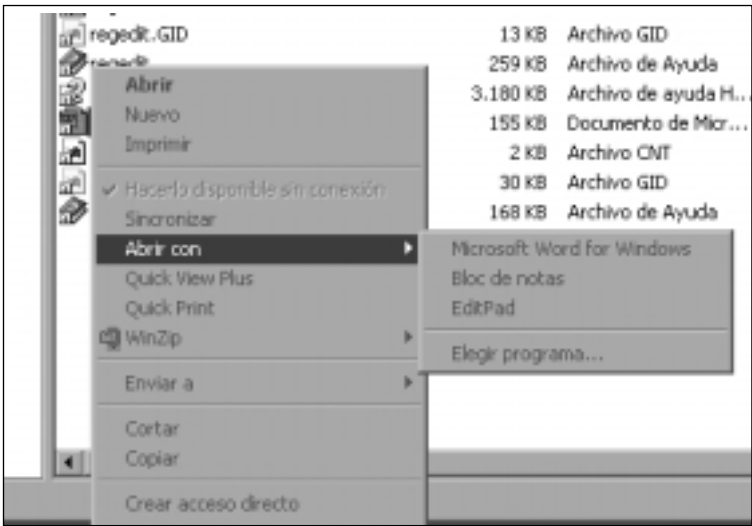 regedit.GID 13 KB Archivo GID
regedit 259 KB Archivo de Ayuda
3.180 KB Archivo de ayuda H...
155 KB Documento de Micr...
2 KB Archivo CNT
30 KB Archivo GID
168 KB Archivo de Ayuda
Abrir
Nuevo
Imprimir
Hacerlo disponible sin conexión
Sincronizar
Abrir con
Quick View Plus
Quick Print
WinZip
Enviar a
Cortar
Copiar
Crear acceso directo
Microsoft Word for Windows
Bloc de notas
EditPad
Elegir programa...